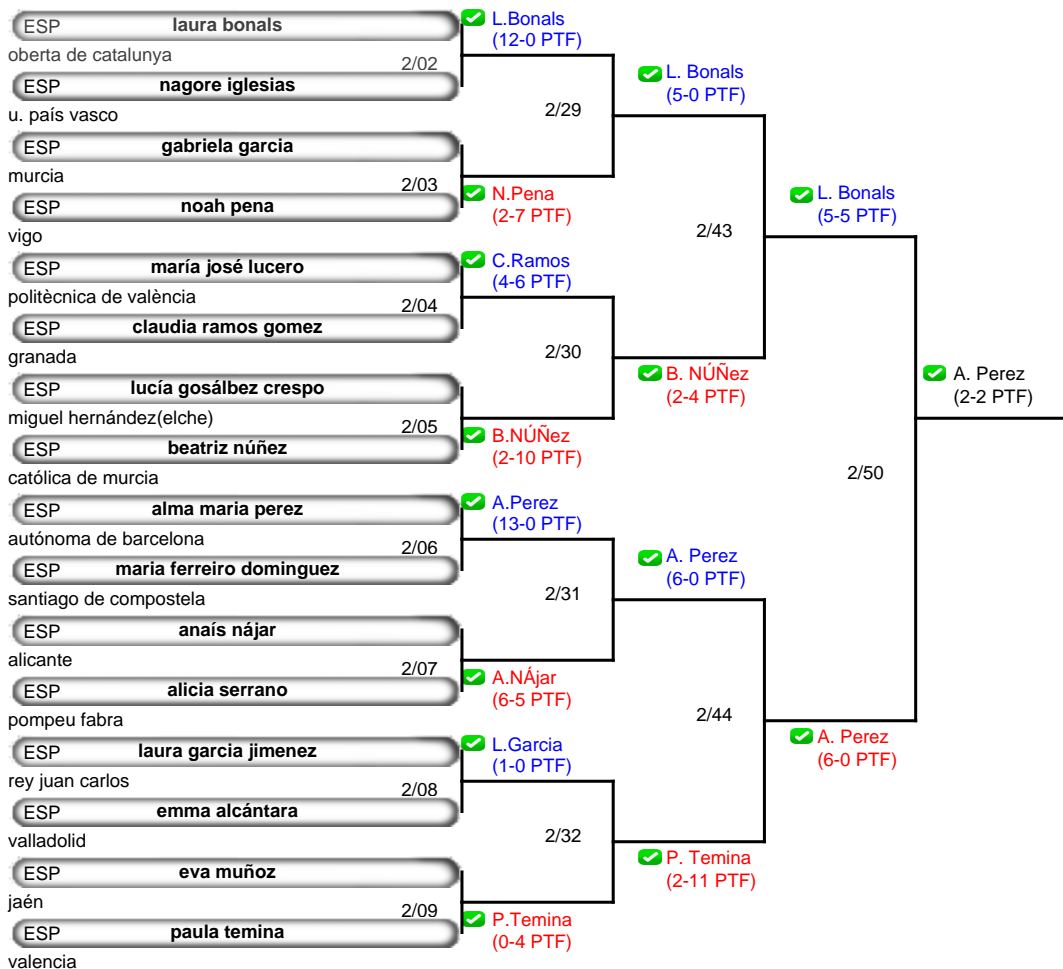 ESP laura bonals
oberta de catalunya
2/02
ESP nagore iglesias
u. país vasco
ESP gabriela garcia
murcia
2/03
ESP noah pena
vigo
ESP maría josé lucero
politècnica de valència
2/04
ESP claudia ramos gomez
granada
ESP lucía gosálbez crespo
miguel hernández(elche)
2/05
ESP beatriz núñez
católica de murcia
ESP alma maria perez
autónoma de barcelona
2/06
ESP maria ferreiro dominguez
santiago de compostela
ESP anaís nájar
alicante
2/07
ESP alicia serrano
pompeu fabra
ESP laura garcia jimenez
rey juan carlos
2/08
ESP emma alcántara
valladolid
ESP eva muñoz
jaén
2/09
ESP paula temina
valencia
L.Bonals
(12-0 PTF)
2/29
N.Pena
(2-7 PTF)
C.Ramos
(4-6 PTF)
2/30
B.NÚÑez
(2-10 PTF)
A.Perez
(13-0 PTF)
2/31
A.NÁjar
(6-5 PTF)
L.Garcia
(1-0 PTF)
2/32
P.Temina
(0-4 PTF)
L. Bonals
(5-0 PTF)
2/43
B. NÚÑez
(2-4 PTF)
A. Perez
(6-0 PTF)
2/44
P. Temina
(2-11 PTF)
L. Bonals
(5-5 PTF)
2/50
A. Perez
(6-0 PTF)
A. Perez
(2-2 PTF)